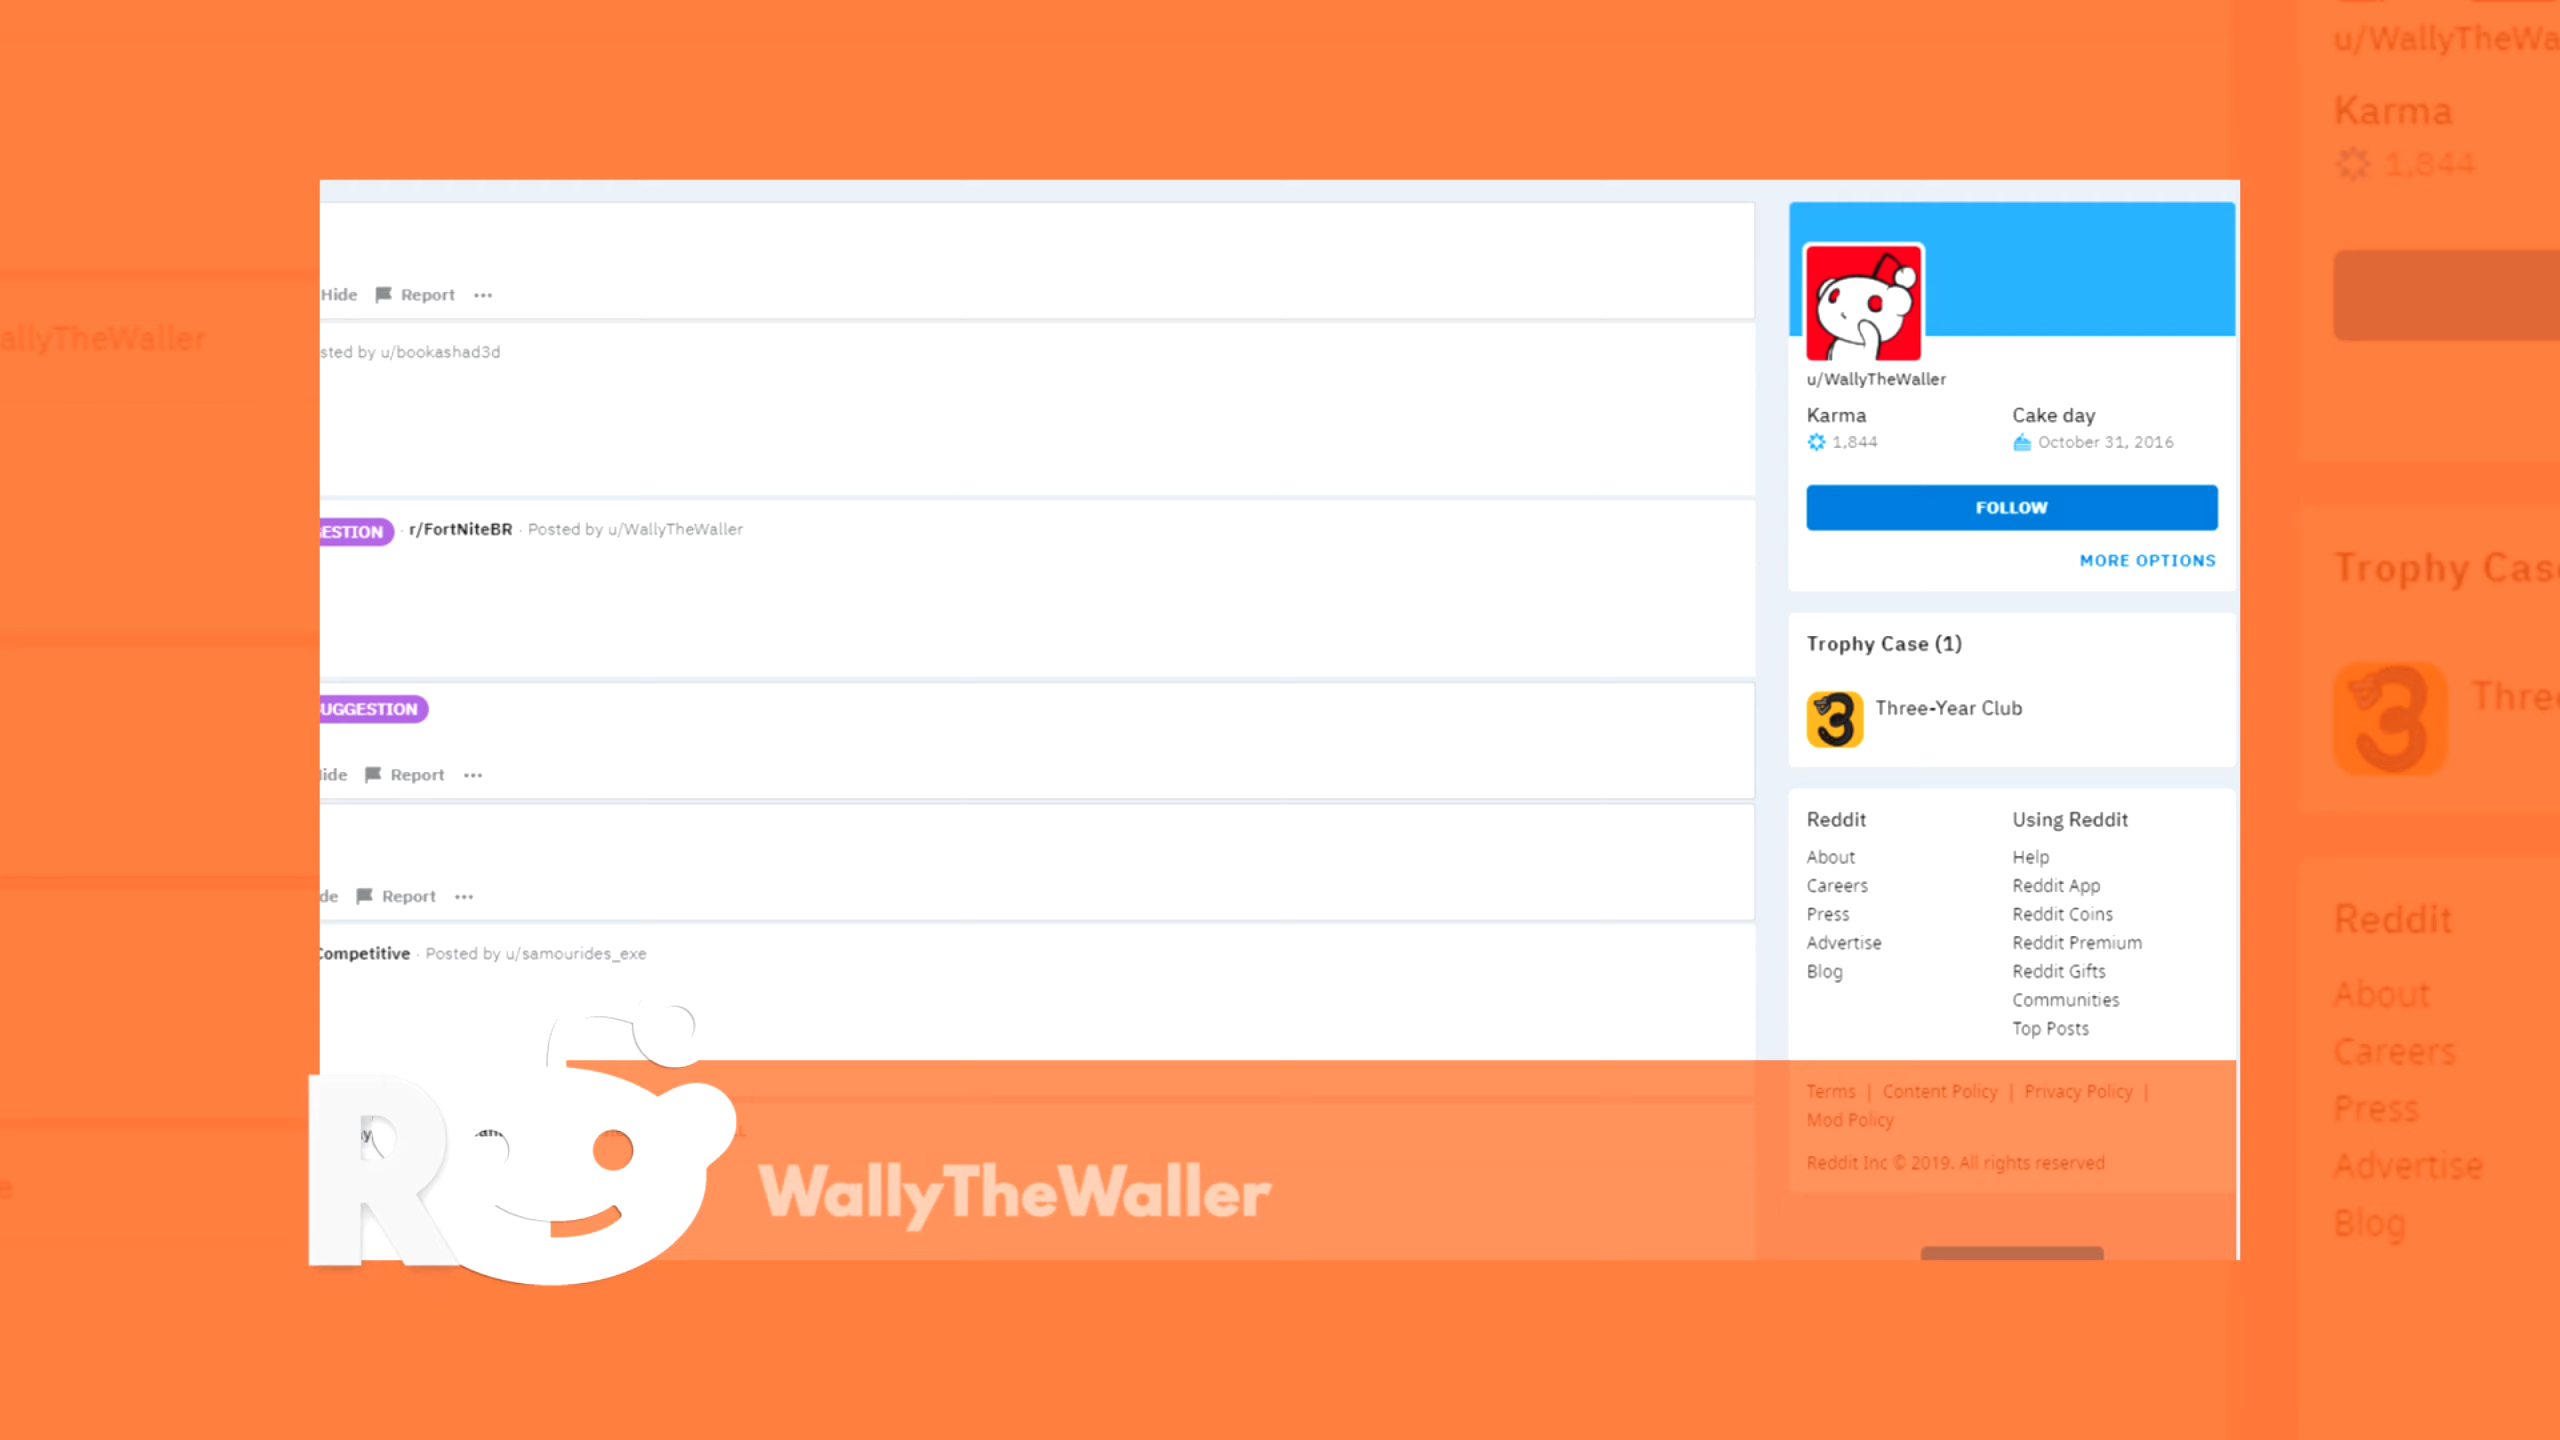 u/WallyTheWa
Karma
1,844
allyTheWaller
Trophy Cas
Three
Reddit
About
Careers
Press
Advertise
Blog
e
Hide Report ...
sted by u/bookashad3d
ESTION · r/FortNiteBR · Posted by u/WallyTheWaller
UGGESTION
ide Report ...
de Report ...
Competitive · Posted by u/samourides_exe
u/WallyTheWaller
Karma Cake day
1,844 October 31, 2016
FOLLOW
MORE OPTIONS
Trophy Case (1)
3 Three-Year Club
Reddit Using Reddit
About Help
Careers Reddit App
Press Reddit Coins
Advertise Reddit Premium
Blog Reddit Gifts
Communities
Top Posts
Terms | Content Policy | Privacy Policy |
Mod Policy
Reddit Inc © 2019. All rights reserved
R
WallyTheWaller